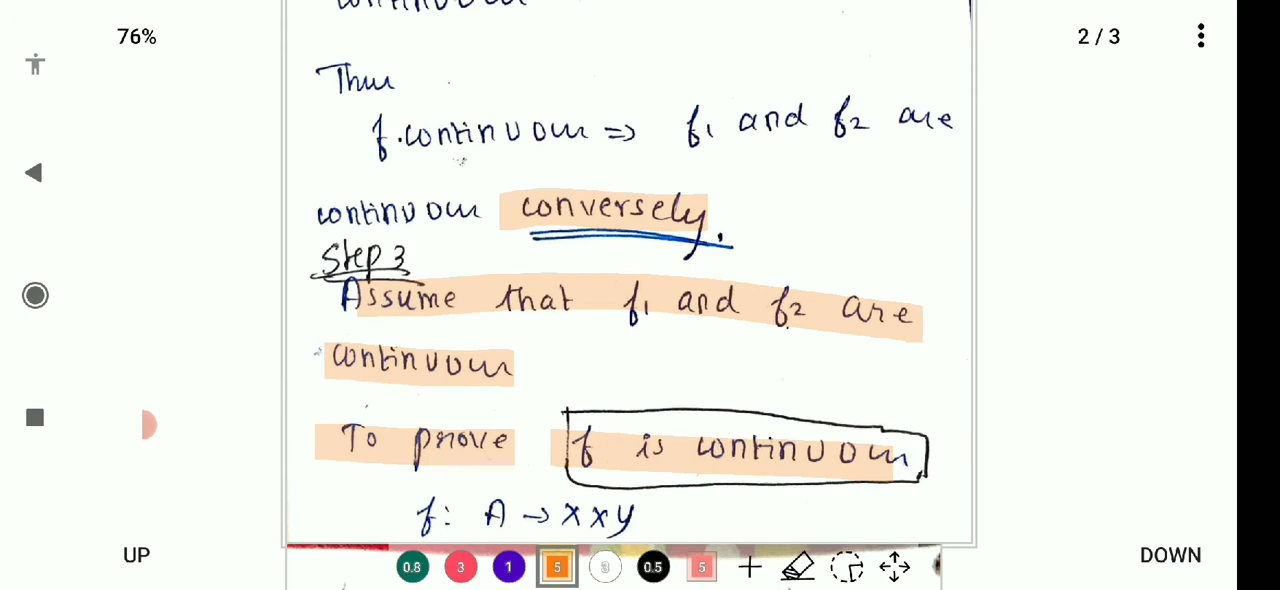 76%
2 / 3
Thus
f.continuous => f1 and f2 are
continuous conversely.
Step 3
Assume that f1 and f2 are
continuous
To prove f is continuous
f: A → X x Y
UP
DOWN
0.8 3 1 5 3 0.5 5